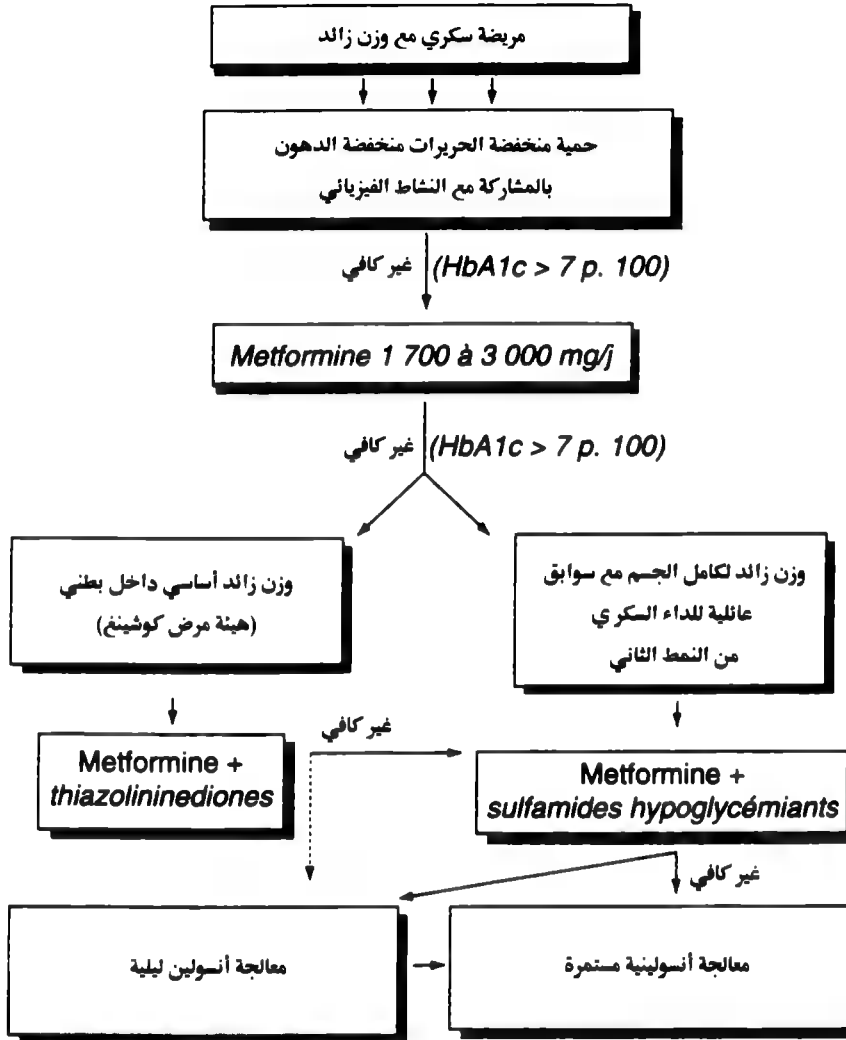 مريضة سكري مع وزن زائد
حمية منخفضة الحريرات منخفضة الدهون
بالمشاركة مع النشاط الفيزيائي
غير كافي (HbA1c > 7 p. 100)
Metformine 1 700 à 3 000 mg/j
غير كافي (HbA1c > 7 p. 100)
وزن زائد لكامل الجسم مع سوابق
عائلية للداء السكري
من النمط الثاني
وزن زائد أساسي داخل بطني
(هيئة مرض كوشينغ)
غير كافي
Metformine +
thiazolininediones
Metformine +
sulfamides hypoglycémiants
غير كافي
معالجة أنسولين ليلية
معالجة أنسولينية مستمرة